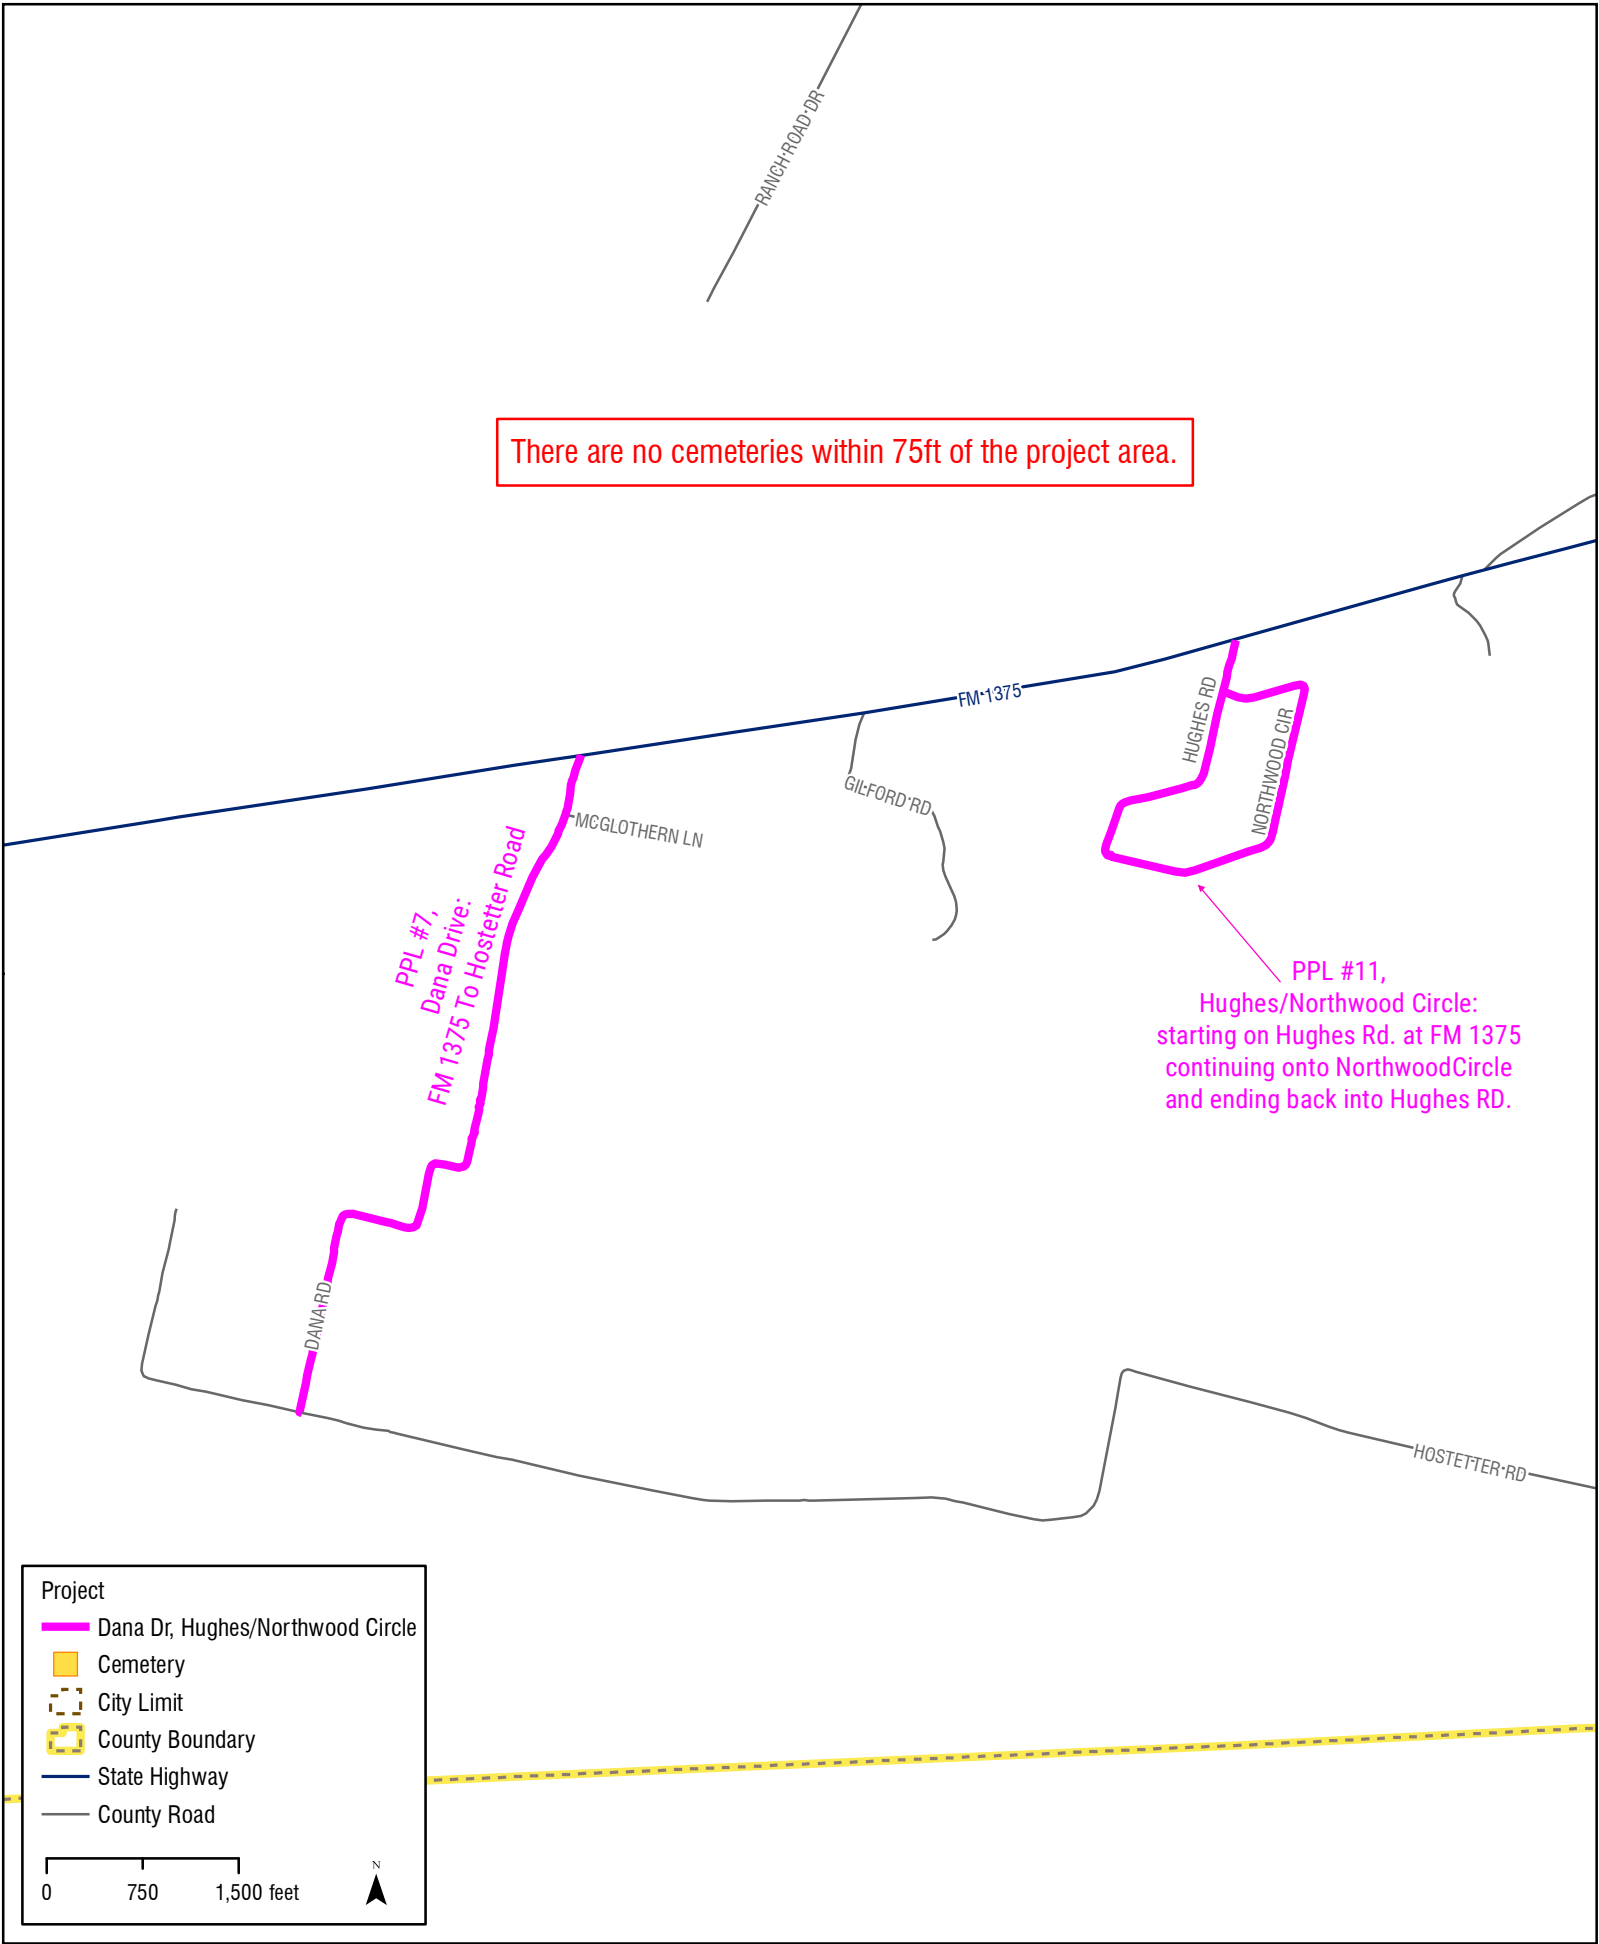 RANCH ROAD DR
There are no cemeteries within 75ft of the project area.
FM 1375
HUGHES RD
NORTHWOOD CIR
GILFORD RD
MCGLOTHERN LN
PPL #7,
Dana Drive:
FM 1375 To Hostetter Road
PPL #11,
Hughes/Northwood Circle:
starting on Hughes Rd. at FM 1375
continuing onto NorthwoodCircle
and ending back into Hughes RD.
DANA RD
HOSTETTER RD
Project
Dana Dr, Hughes/Northwood Circle
Cemetery
City Limit
County Boundary
State Highway
County Road
N
0 750 1,500 feet